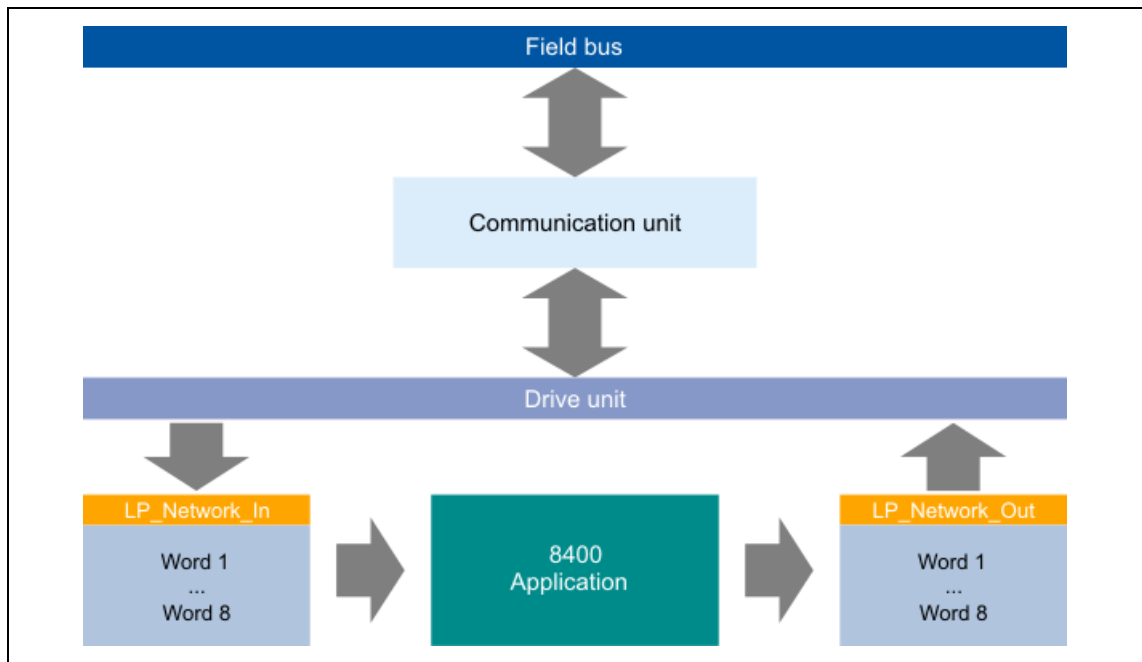 Field bus
Communication unit
Drive unit
LP_Network_In
Word 1
...
Word 8
8400
Application
LP_Network_Out
Word 1
...
Word 8